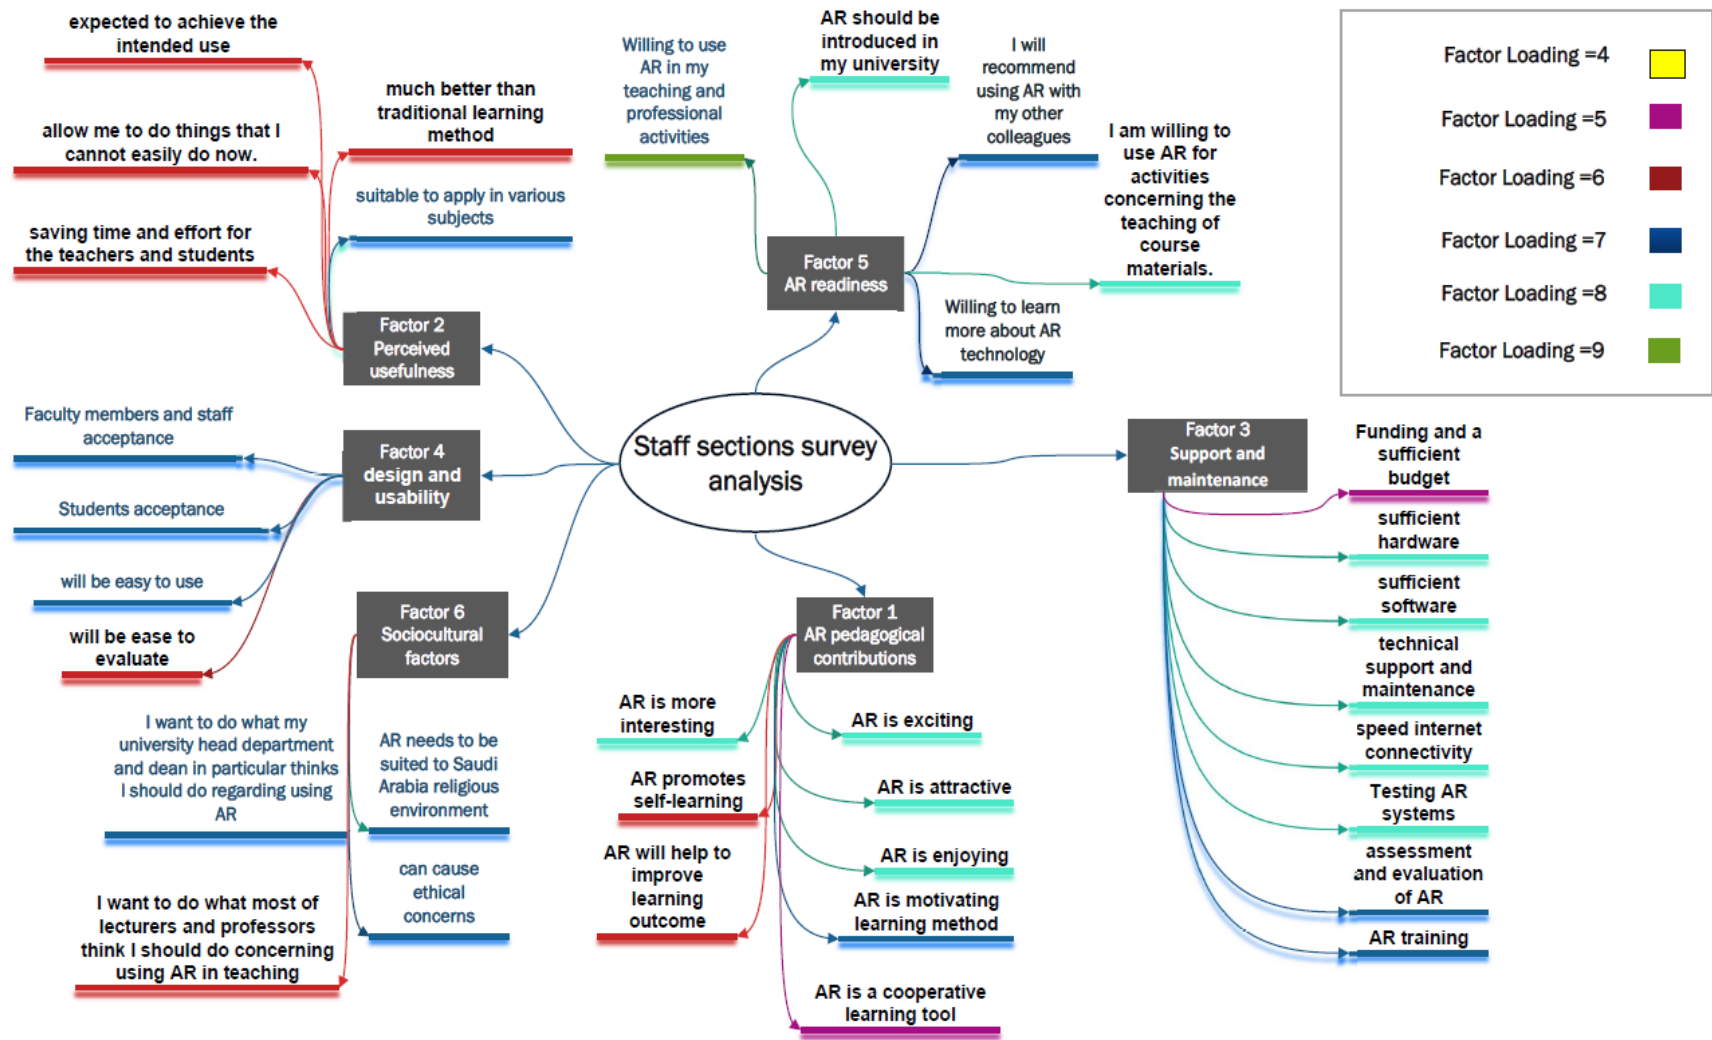 expected to achieve the
intended use
allow me to do things that I
cannot easily do now.
saving time and effort for
the teachers and students
much better than
traditional learning
method
suitable to apply in various
subjects
Factor 2
Perceived
usefulness
Willing to use
AR in my
teaching and
professional
activities
AR should be
introduced in
my university
I will
recommend
using AR with
my other
colleagues
I am willing to
use AR for
activities
concerning the
teaching of
course
materials.
Willing to learn
more about AR
technology
Factor 5
AR readiness
Factor Loading =4
Factor Loading =5
Factor Loading =6
Factor Loading =7
Factor Loading =8
Factor Loading =9
Faculty members and staff
acceptance
Students acceptance
will be easy to use
will be ease to
evaluate
Factor 4
design and
usability
Staff sections survey
analysis
Factor 3
Support and
maintenance
Funding and a
sufficient
budget
sufficient
hardware
sufficient
software
technical
support and
maintenance
speed internet
connectivity
Testing AR
systems
assessment
and evaluation
of AR
AR training
Factor 6
Sociocultural
factors
I want to do what my
university head department
and dean in particular thinks
I should do regarding using
AR
AR needs to be
suited to Saudi
Arabia religious
environment
can cause
ethical
concerns
I want to do what most of
lecturers and professors
think I should do concerning
using AR in teaching
Factor 1
AR pedagogical
contributions
AR is more
interesting
AR promotes
self-learning
AR will help to
improve
learning
outcome
AR is exciting
AR is attractive
AR is enjoying
AR is motivating
learning method
AR is a cooperative
learning tool